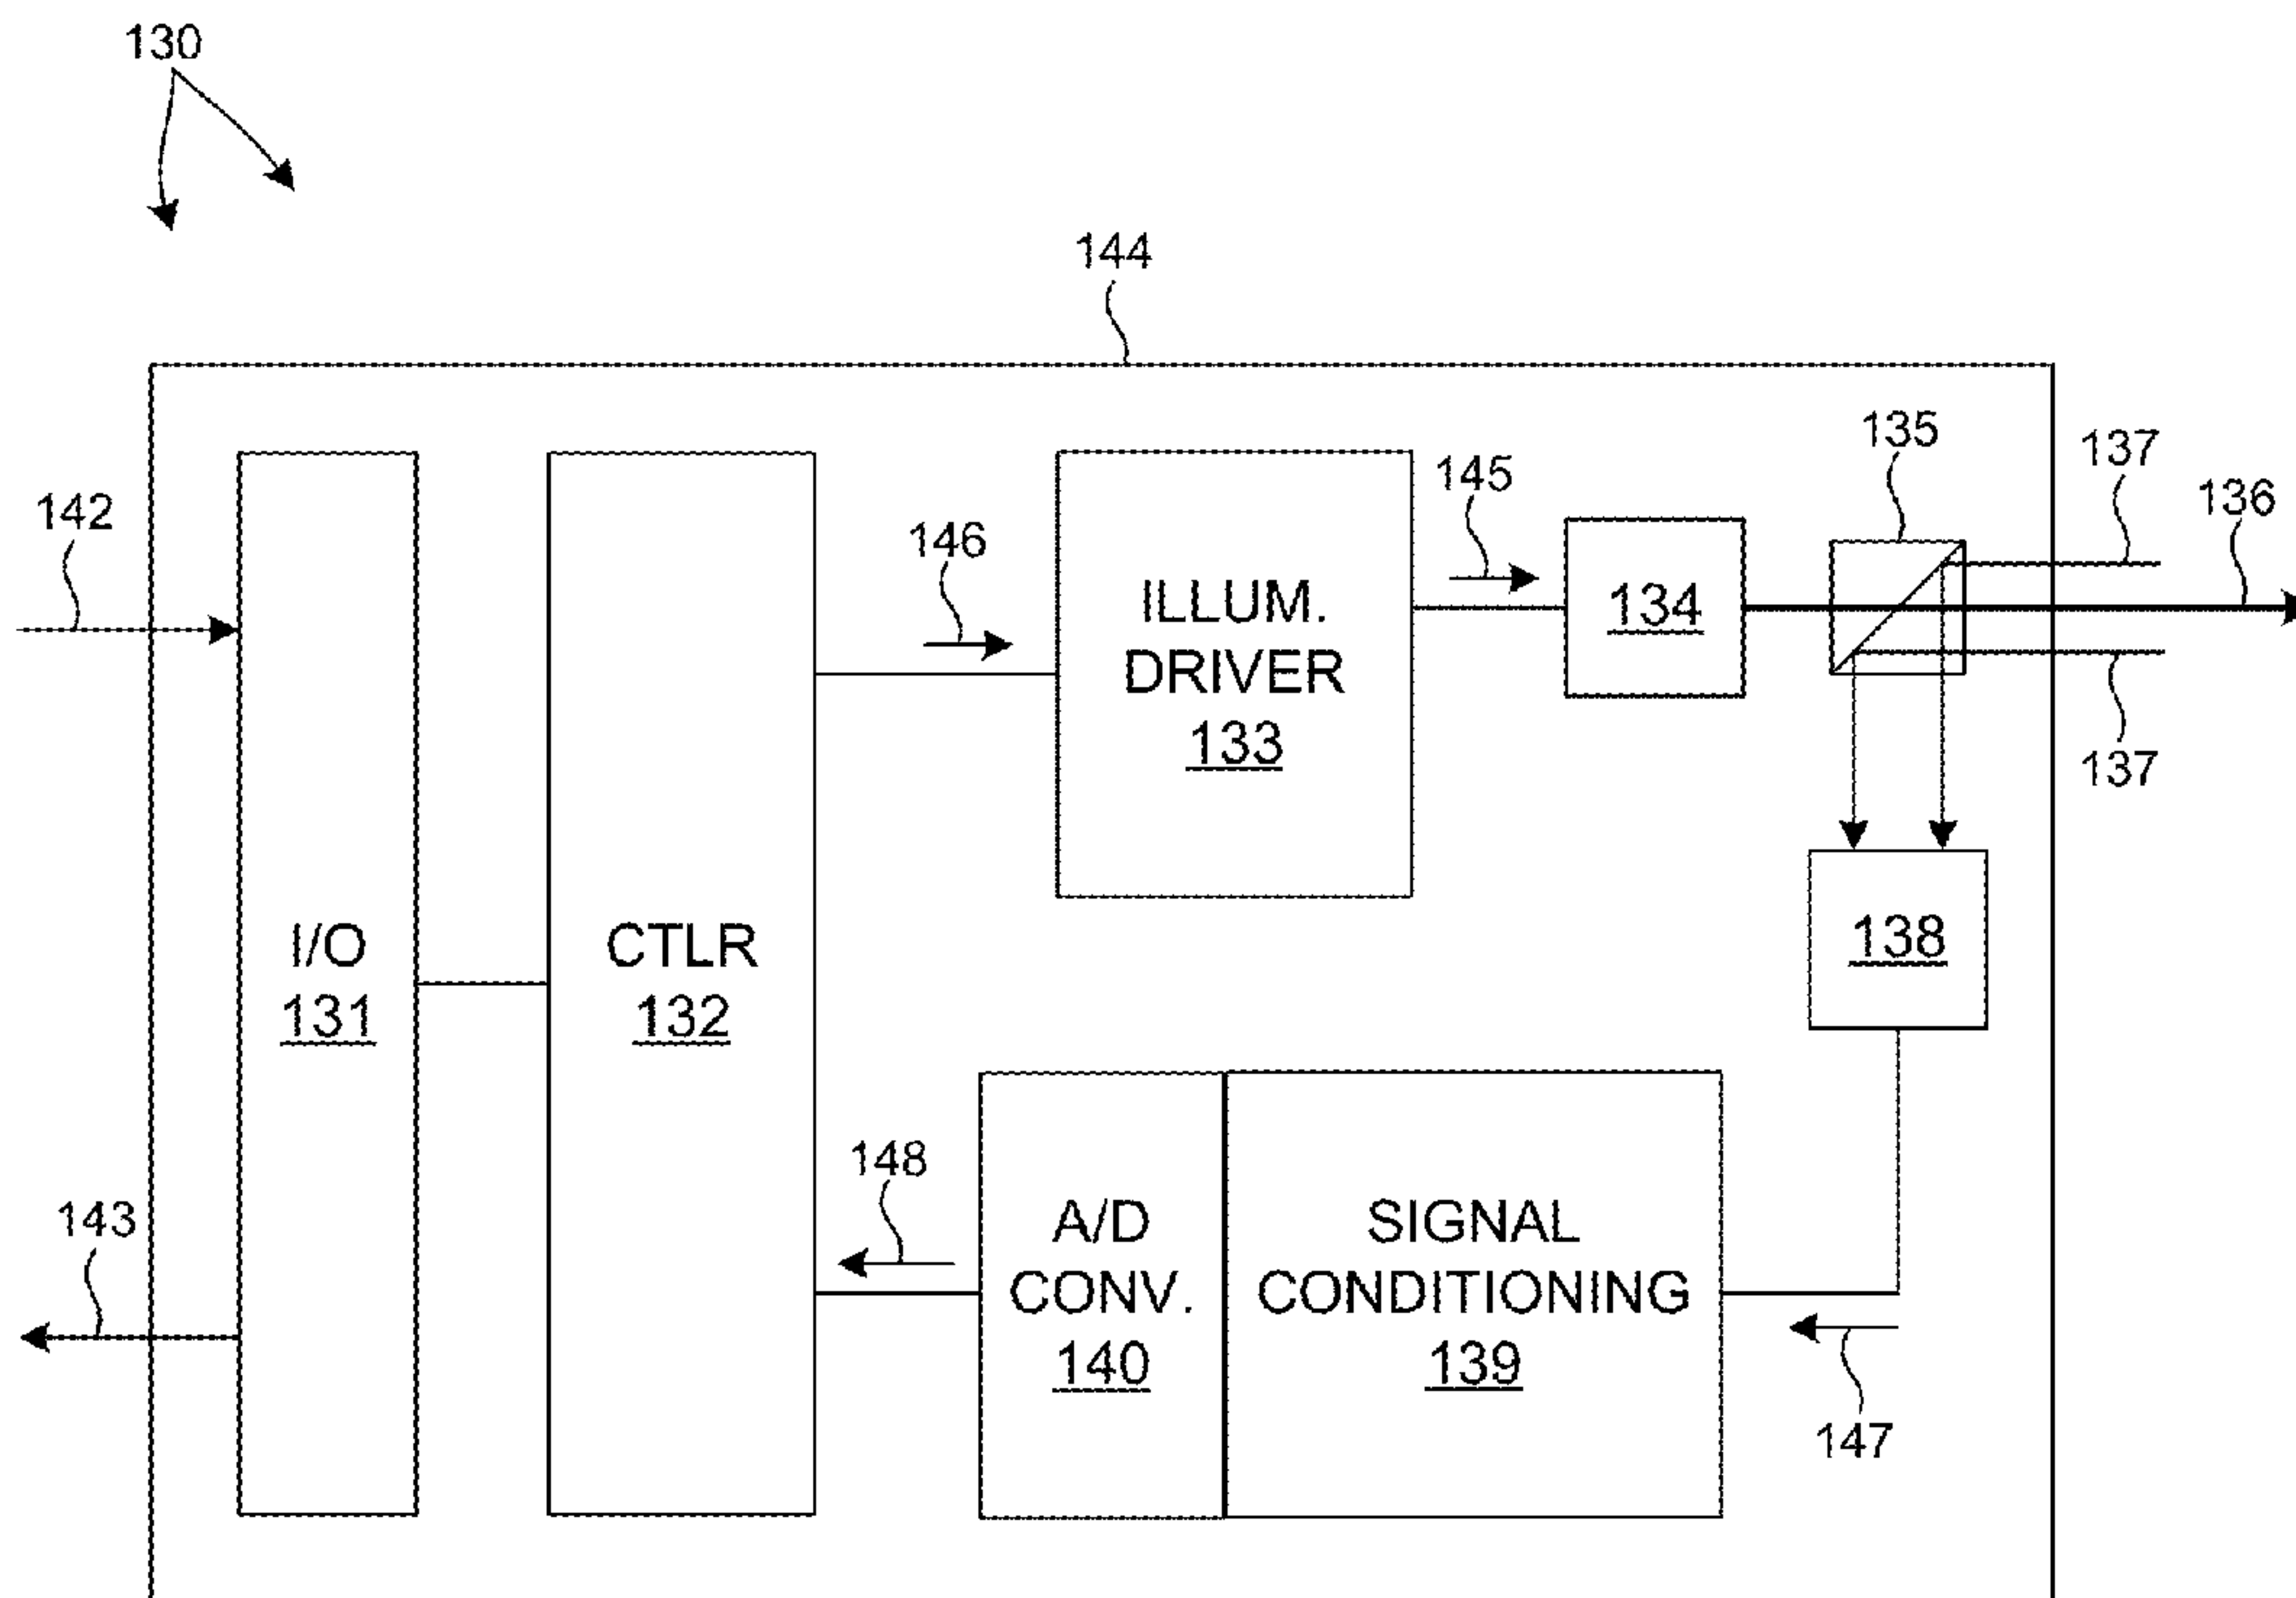 130
144
135
137
136
142
146
145
ILLUM.
DRIVER
133
134
137
I/O
131
CTLR
132
138
143
148
A/D
CONV.
140
SIGNAL
CONDITIONING
139
147